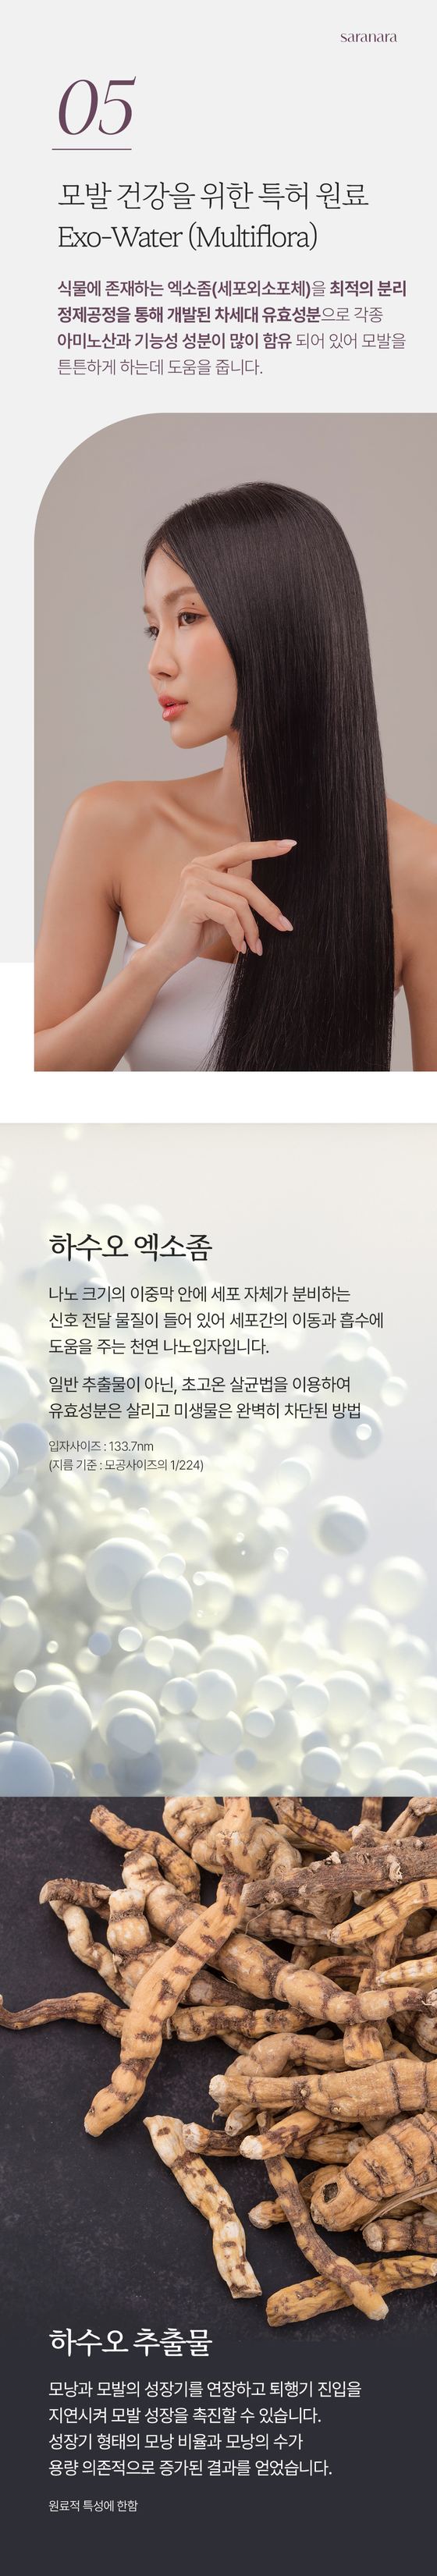 saranara
05
모발 건강을 위한 특허 원료
Exo-Water (Multiflora)
식물에 존재하는 엑소좀(세포외소포체)을 최적의 분리
정제공정을 통해 개발된 차세대 유효성분으로 각종
아미노산과 기능성 성분이 많이 함유 되어 있어 모발을
튼튼하게 하는데 도움을 줍니다.
하수오 엑소좀
나노 크기의 이중막 안에 세포 자체가 분비하는
신호 전달 물질이 들어 있어 세포간의 이동과 흡수에
도움을 주는 천연 나노입자입니다.
일반 추출물이 아닌, 초고온 살균법을 이용하여
유효성분은 살리고 미생물은 완벽히 차단된 방법
입자사이즈 : 133.7nm
(지름 기준 : 모공사이즈의 1/224)
하수오 추출물
모낭과 모발의 성장기를 연장하고 퇴행기 진입을
지연시켜 모발 성장을 촉진할 수 있습니다.
성장기 형태의 모낭 비율과 모낭의 수가
용량 의존적으로 증가된 결과를 얻었습니다.
원료적 특성에 한함